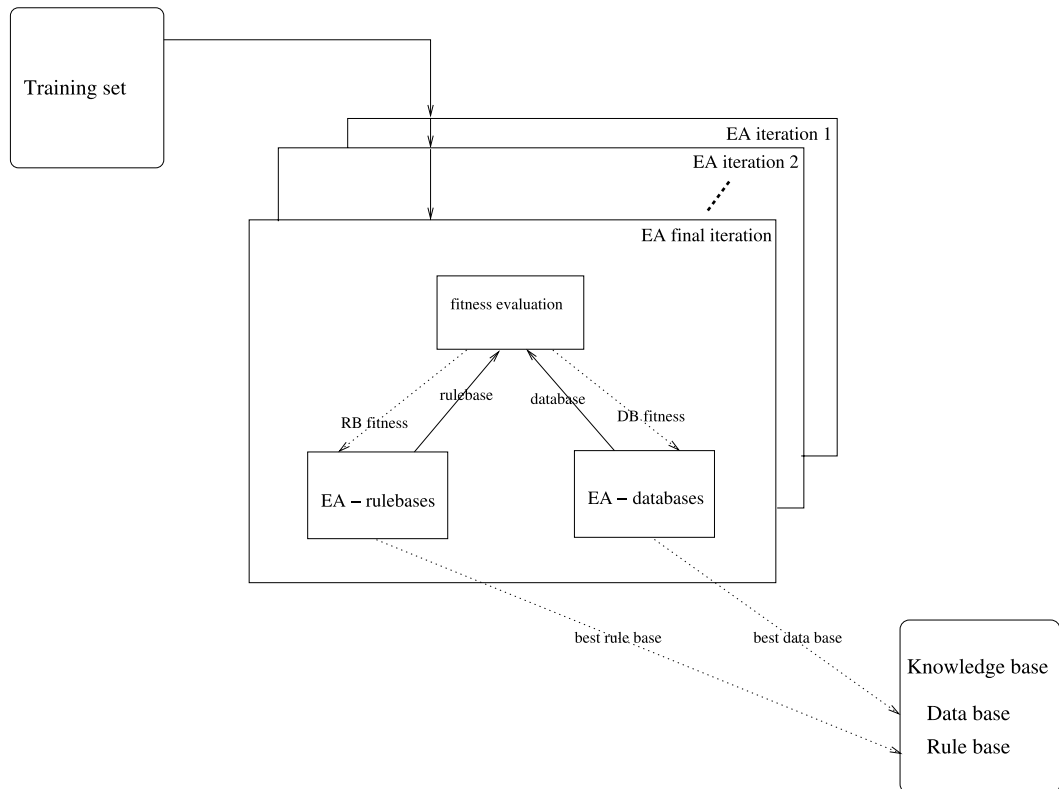 Training set
EA iteration 1
EA iteration 2
EA final iteration
fitness evaluation
rulebase
database
RB fitness
DB fitness
EA – rulebases
EA – databases
best rule base
best data base
Knowledge base
Data base
Rule base